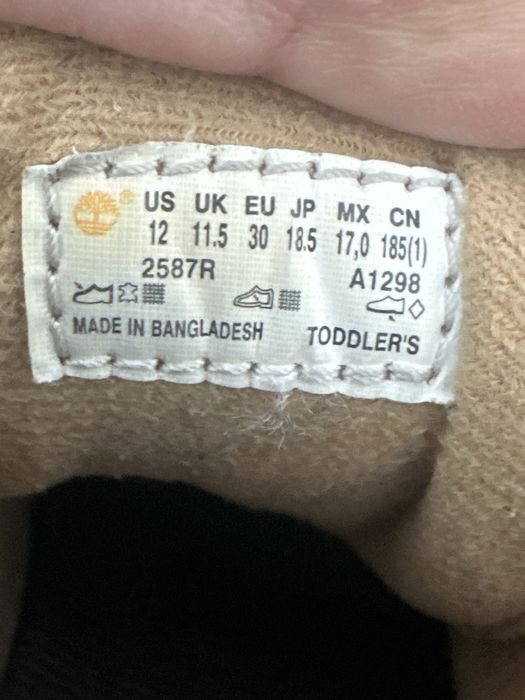 ® US UK EU JP MX CN
12 11.5 30 18.5 17,0 185(1)
2587R A1298
MADE IN BANGLADESH TODDLER'S